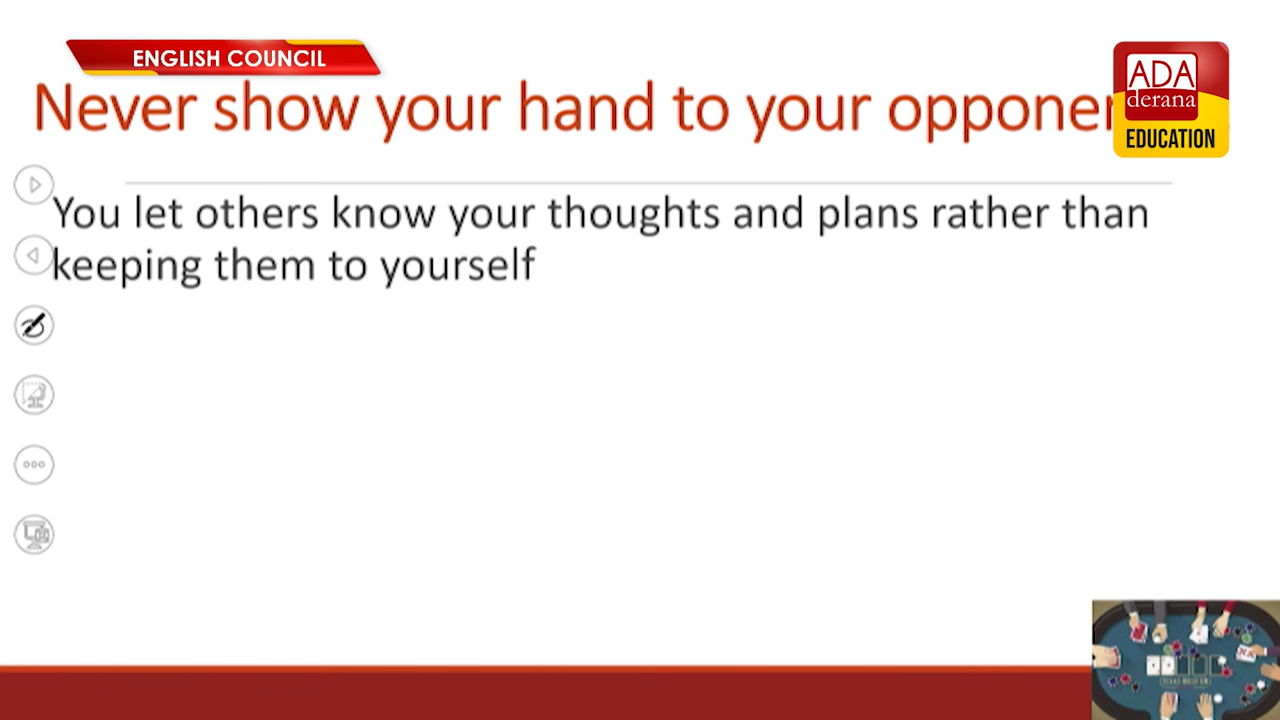 ENGLISH COUNCIL
ADA
derana
EDUCATION
Never show your hand to your
You let others know your thoughts and plans rather than
keeping them to yourself